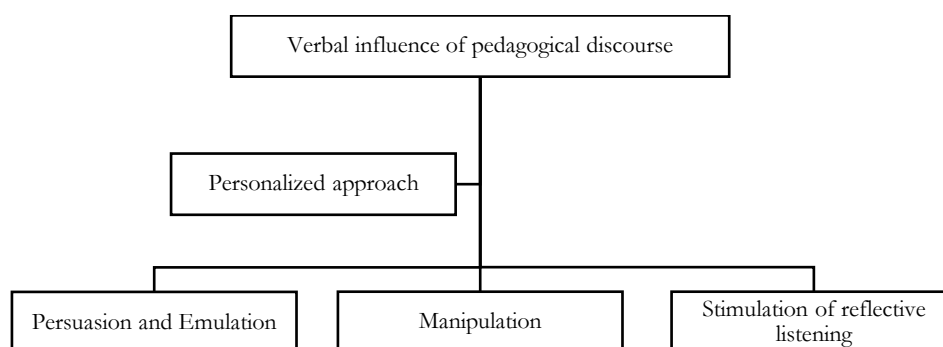 Verbal influence of pedagogical discourse
Personalized approach
Persuasion and Emulation
Manipulation
Stimulation of reflective
listening